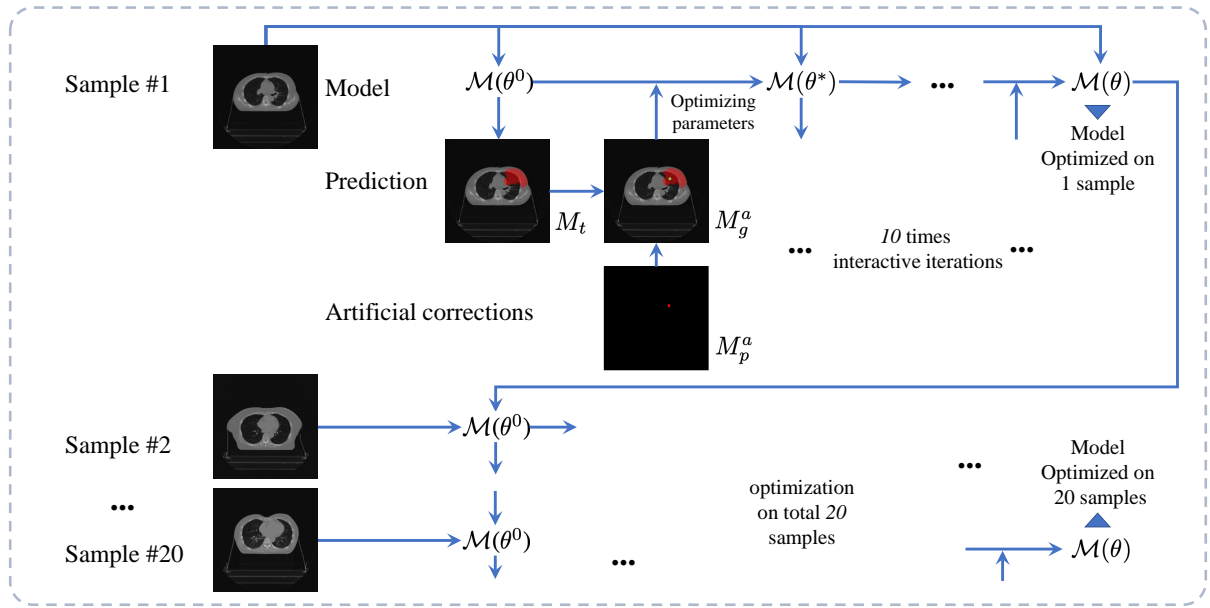 Sample #1
Model
ℳ(θ⁰)
ℳ(θ*)
...
ℳ(θ)
Optimizing
parameters
Model
Optimized on
1 sample
Prediction
M_t
M_g^a
...
10 times
interactive iterations
...
Artificial corrections
M_p^a
Sample #2
ℳ(θ⁰)
...
Model
Optimized on
20 samples
...
optimization
on total 20
samples
Sample #20
ℳ(θ⁰)
...
ℳ(θ)